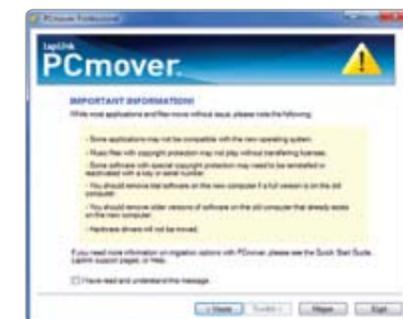 PCmover Professional
LapLink
PCmover.
IMPORTANT INFORMATION!
While most applications and files move without issue, please note the following:
- Some applications may not be compatible with the new operating system.
- Music files with copyright protection may not play without transferring licenses.
- Some software with special copyright protection may need to be reinstalled or
reactivated with a key or serial number.
- You should remove trial software on the new computer if a full version is on the old
computer.
- You should remove older versions of software on the old computer that already exists
on the new computer.
- Hardware drivers will not be moved.
If you need more information on migration options with PCmover, please see the Quick Start Guide,
Laplink support pages, or Help.
I have read and understand this message.